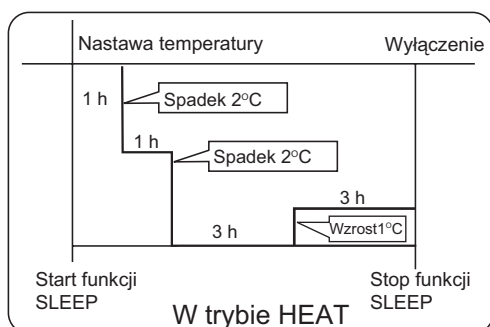 Nastawa temperatury
Wyłączenie
1 h
Spadek 2°C
1 h
Spadek 2°C
3 h
3 h
Wzrost1°C
Start funkcji
SLEEP
Stop funkcji
SLEEP
W trybie HEAT